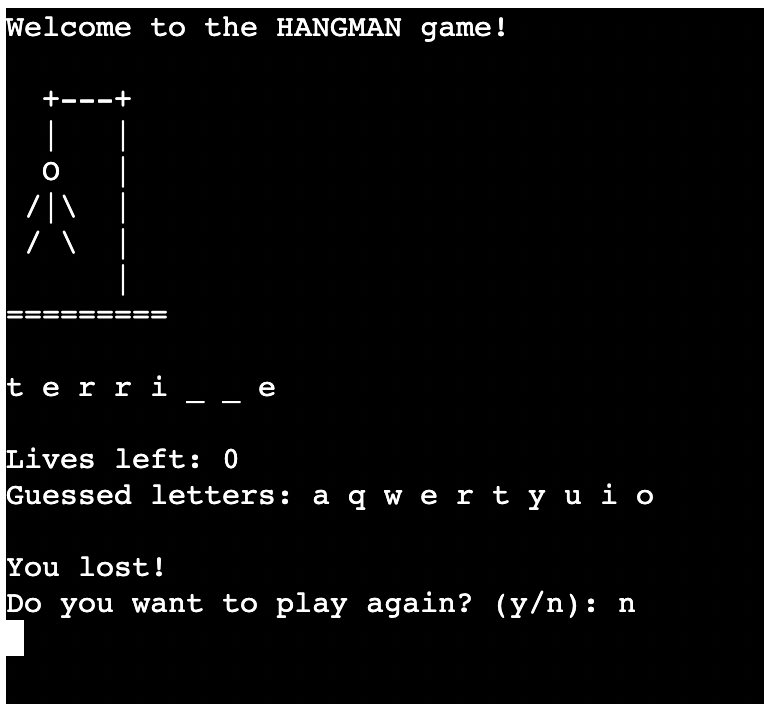 Welcome to the HANGMAN game!
  +---+
  |   |
  o   |
 /|\  |
 / \  |
      |
=========
t e r r i _ _ e
Lives left: 0
Guessed letters: a q w e r t y u i o
You lost!
Do you want to play again? (y/n): n